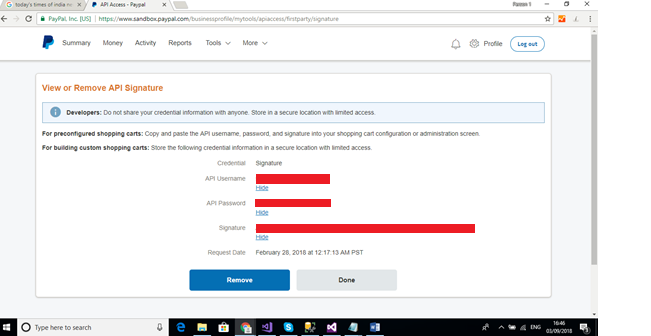 today's times of india ne
API Access - Paypal
PayPal, Inc. [US]
https://www.sandbox.paypal.com/businessprofile/mytools/apiaccess/firstparty/signature
Summary Money Activity Reports Tools More Profile Log out
View or Remove API Signature
Developers: Do not share your credential information with anyone. Store in a secure location with limited access.
For preconfigured shopping carts: Copy and paste the API username, password, and signature into your shopping cart configuration or administration screen.
For building custom shopping carts: Store the following credential information in a secure location with limited access.
Credential Signature
API Username
Hide
API Password
Hide
Signature
Hide
Request Date February 28, 2018 at 12:17:13 AM PST
Remove Done
Type here to search
ENG
16:46
03/09/2018